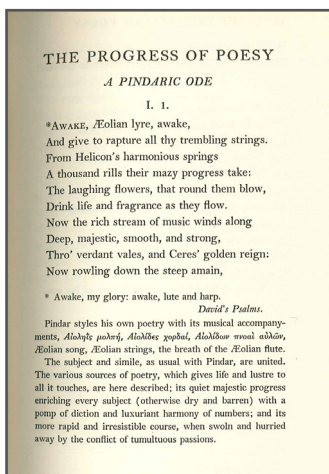 THE PROGRESS OF POESY
A PINDARIC ODE
I. 1.
*AWAKE, Æolian lyre, awake,
And give to rapture all thy trembling strings.
From Helicon's harmonious springs
A thousand rills their mazy progress take:
The laughing flowers, that round them blow,
Drink life and fragrance as they flow.
Now the rich stream of music winds along
Deep, majestic, smooth, and strong,
Thro' verdant vales, and Ceres' golden reign:
Now rowling down the steep amain,
* Awake, my glory: awake, lute and harp.
David's Psalms.
Pindar styles his own poetry with its musical accompany-
ments, Αἰοληῒς μολπή, Αἰολίδες χορδαί, Αἰολίδων πνοαὶ αὐλῶν,
Æolian song, Æolian strings, the breath of the Æolian flute.
The subject and simile, as usual with Pindar, are united.
The various sources of poetry, which gives life and lustre to
all it touches, are here described; its quiet majestic progress
enriching every subject (otherwise dry and barren) with a
pomp of diction and luxuriant harmony of numbers; and its
more rapid and irresistible course, when swoln and hurried
away by the conflict of tumultuous passions.